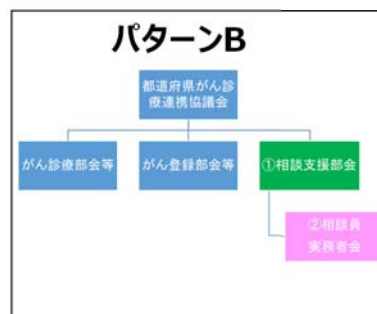 パターンB
都道府県がん診
療連携協議会
がん診療部会等
がん登録部会等
①相談支援部会
②相談員
実務者会